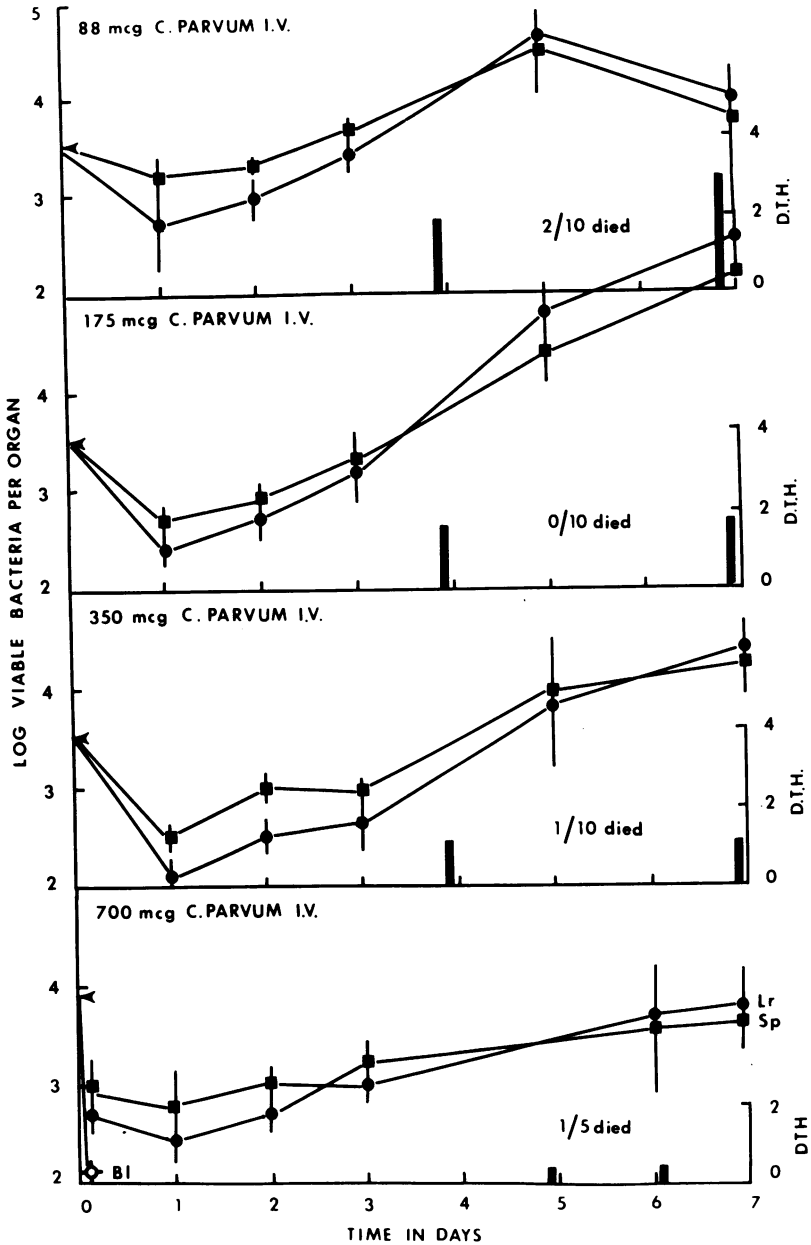 5
88 mcg C. PARVUM I.V.
4
3
2
4
2
0
D.T.H.
2/10 died
175 mcg C. PARVUM I.V.
4
3
2
4
2
0
D.T.H.
0/10 died
LOG VIABLE BACTERIA PER ORGAN
350 mcg C. PARVUM I.V.
4
3
2
4
2
0
D.T.H.
1/10 died
700 mcg C. PARVUM I.V.
4
3
2
Lr
Sp
2
0
DTH
1/5 died
Bl
0 1 2 3 4 5 6 7
TIME IN DAYS